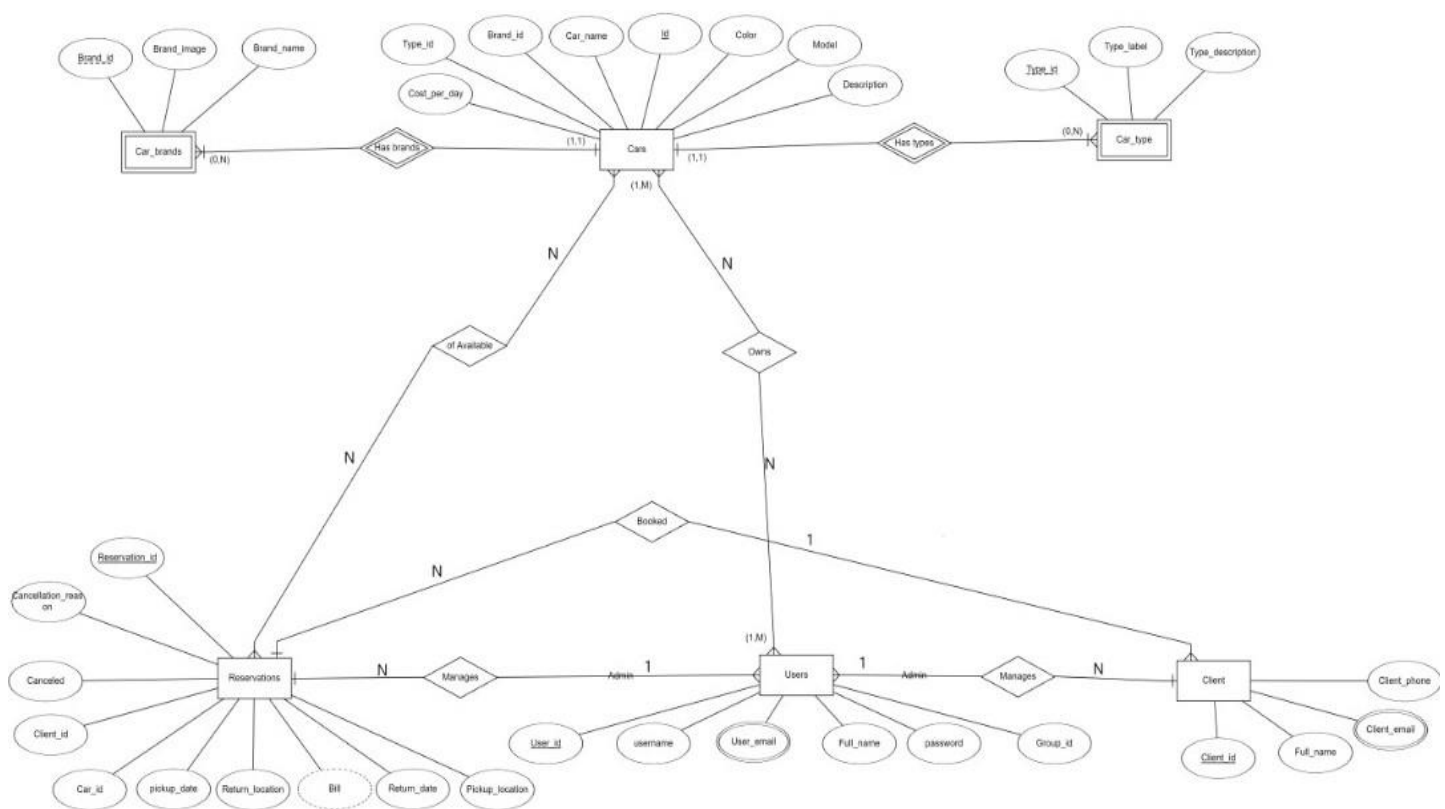 Brand_id
Brand_image
Brand_name
Type_id
Brand_id
Car_name
Id
Color
Model
Type_id
Type_label
Type_description
Cost_per_day
Description
Car_brands
(0,N)
Has brands
(1,1)
Cars
(1,1)
Has types
(0,N)
Car_type
(1,M)
N
N
of Available
Owns
N
N
Booked
1
N
Reservation_id
Cancellation_reas
on
(1,M)
Canceled
Reservations
N
Manages
Admin
1
Users
1
Admin
Manages
N
Client
Client_phone
Client_id
User_id
username
User_email
Full_name
password
Group_id
Client_id
Full_name
Client_email
Car_id
pickup_date
Return_location
Bill
Return_date
Pickup_location